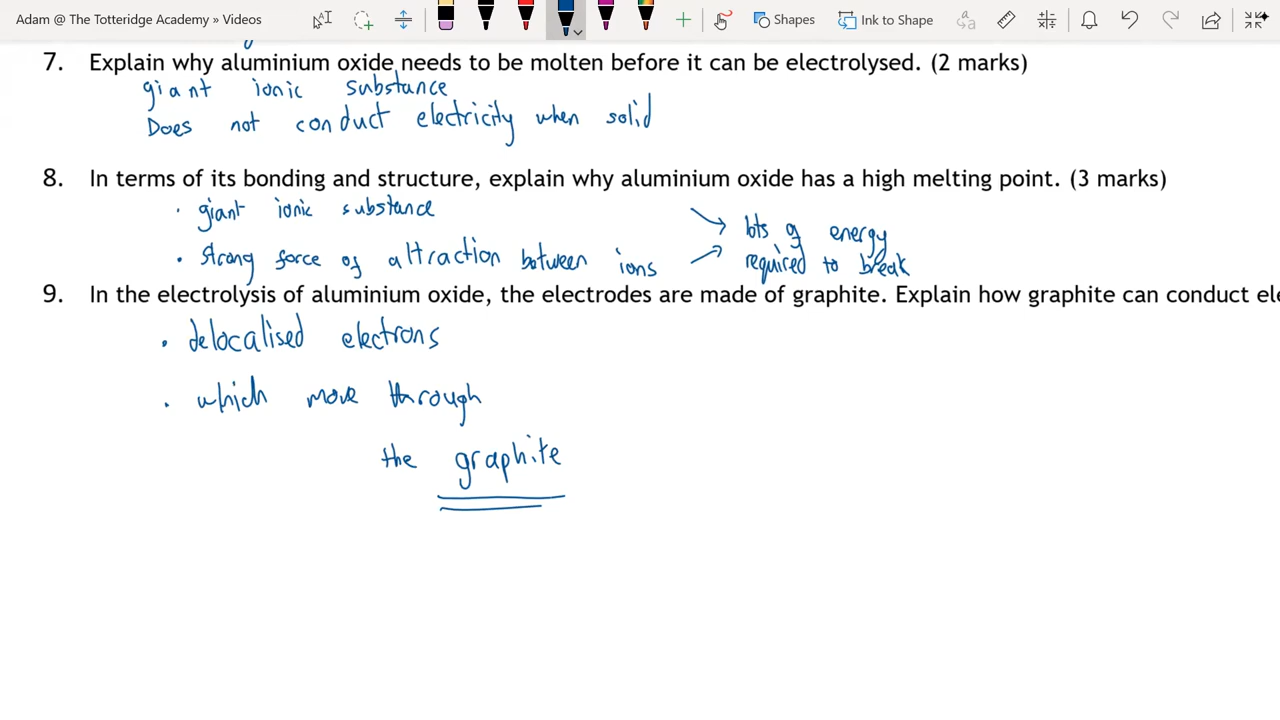 Adam @ The Totteridge Academy » Videos
Shapes
Ink to Shape
7. Explain why aluminium oxide needs to be molten before it can be electrolysed. (2 marks)
giant ionic substance
Does not conduct electricity when solid
8. In terms of its bonding and structure, explain why aluminium oxide has a high melting point. (3 marks)
· giant ionic substance
· strong force of attraction between ions
lots of energy
required to break
9. In the electrolysis of aluminium oxide, the electrodes are made of graphite. Explain how graphite can conduct ele
· delocalised electrons
· which move through
the graphite